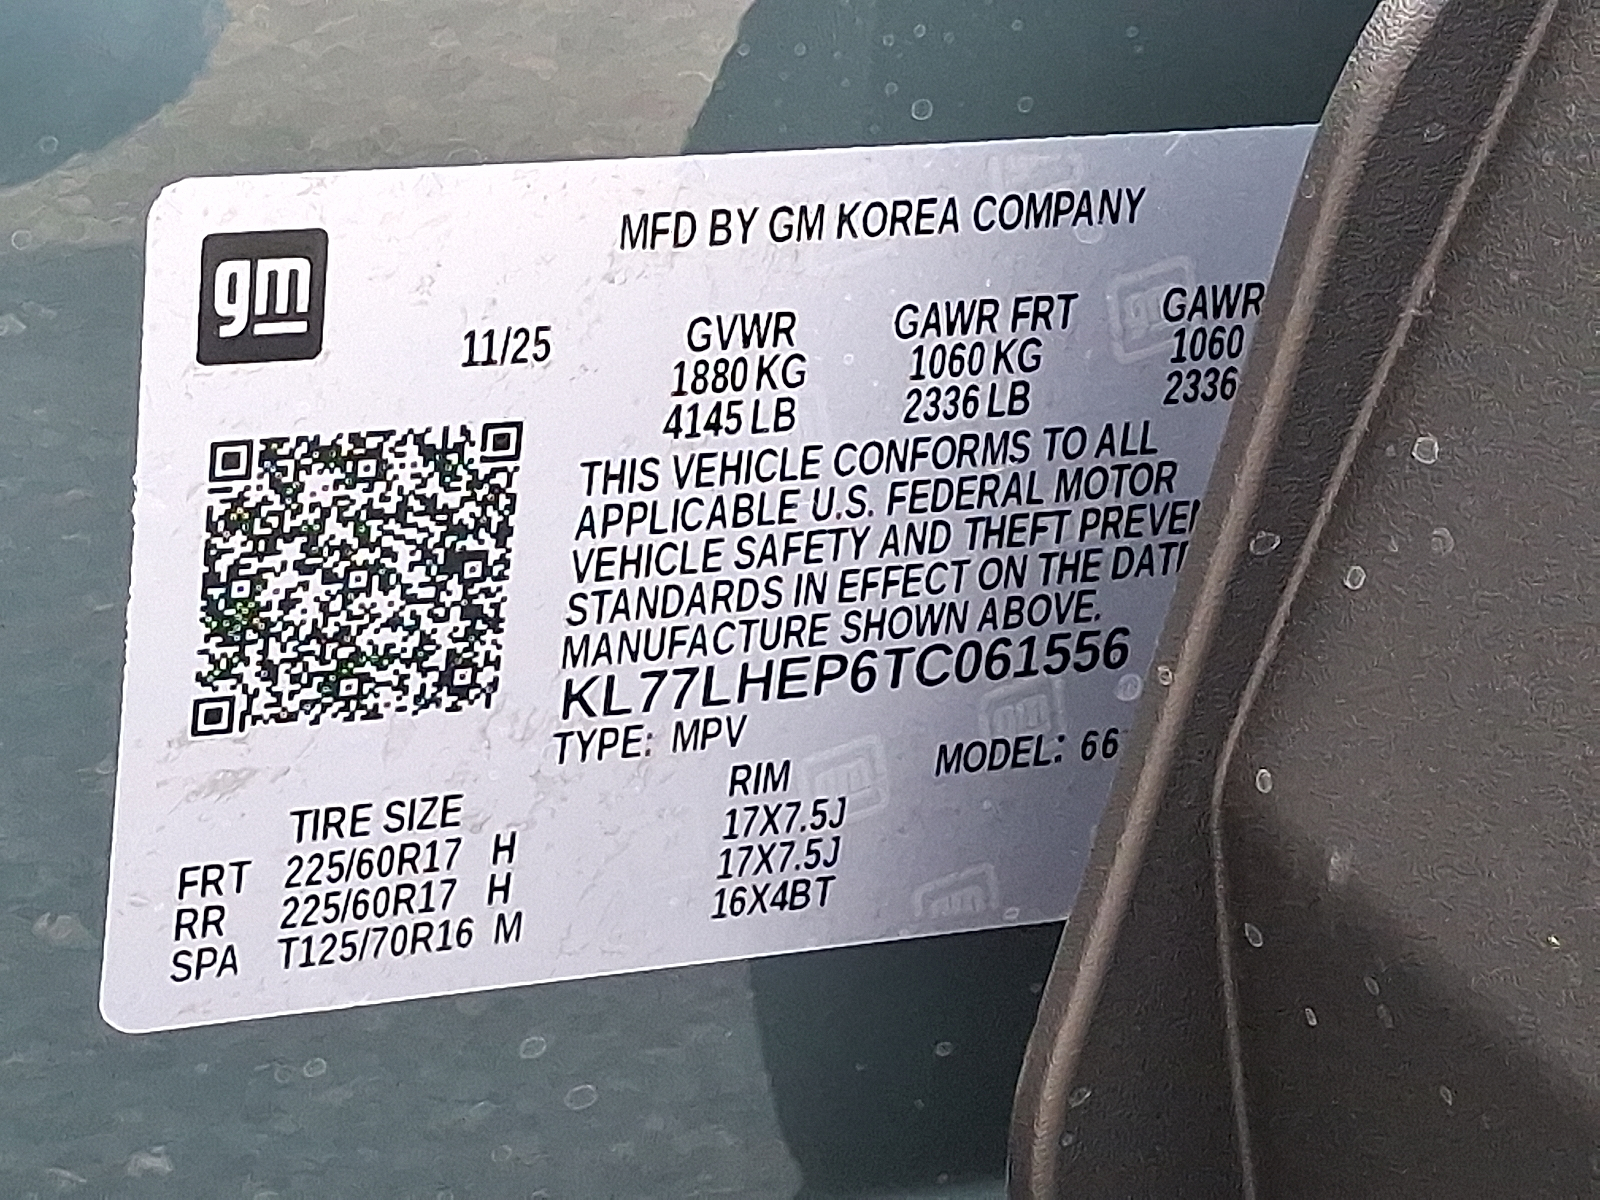 gm
MFD BY GM KOREA COMPANY
11/25 GVWR GAWR FRT GAWR
1880 KG 1060 KG 1060
4145 LB 2336 LB 2336
THIS VEHICLE CONFORMS TO ALL
APPLICABLE U.S. FEDERAL MOTOR
VEHICLE SAFETY AND THEFT PREVEN
STANDARDS IN EFFECT ON THE DATE
MANUFACTURE SHOWN ABOVE.
KL77LHEP6TC061556
TYPE: MPV MODEL: 66
TIRE SIZE RIM
FRT 225/60R17 H 17X7.5J
RR 225/60R17 H 17X7.5J
SPA T125/70R16 M 16X4BT